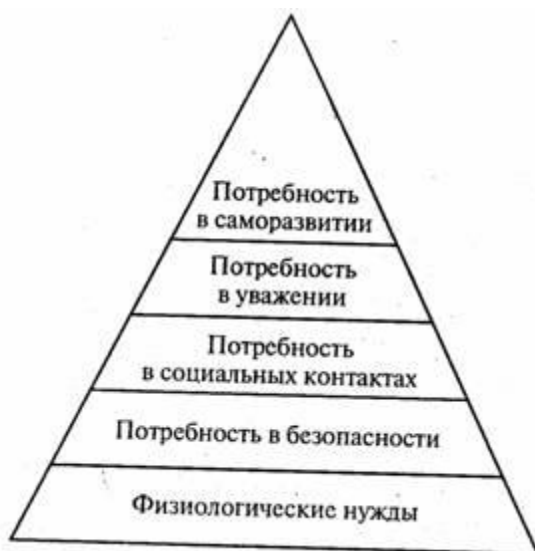 Потребность
в саморазвитии
Потребность
в уважении
Потребность
в социальных контактах
Потребность в безопасности
Физиологические нужды